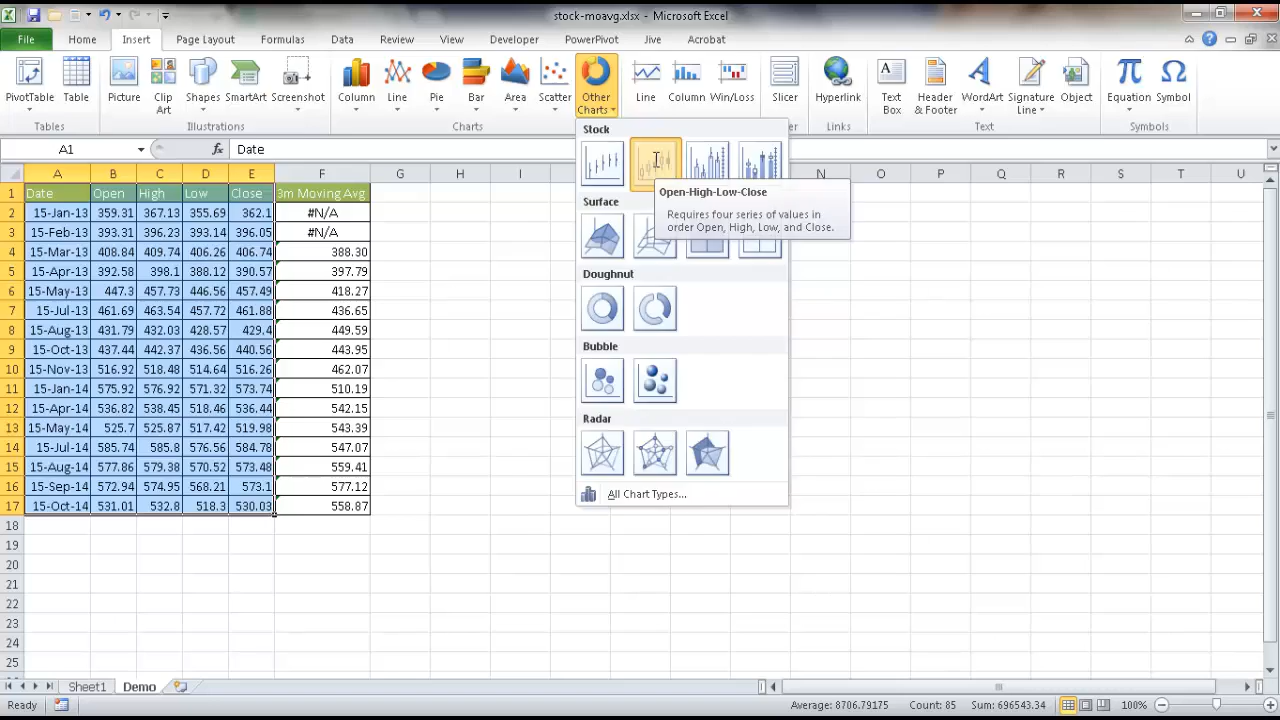 stock-moavg.xlsx - Microsoft Excel
File Home Insert Page Layout Formulas Data Review View Developer PowerPivot Jive Acrobat
PivotTable Table Picture Clip Art Shapes SmartArt Screenshot Column Line Pie Bar Area Scatter Other Charts Line Column Win/Loss Slicer Hyperlink Text Box Header & Footer WordArt Signature Line Object Equation Symbol
Tables Illustrations Charts Links Text Symbols
A1 fx Date
A B C D E F G H I N O P Q R S T U
1 Date Open High Low Close 3m Moving Avg
2 15-Jan-13 359.31 367.13 355.69 362.1 #N/A
3 15-Feb-13 393.31 396.23 393.14 396.05 #N/A
4 15-Mar-13 408.84 409.74 406.26 406.74 388.30
5 15-Apr-13 392.58 398.1 388.12 390.57 397.79
6 15-May-13 447.3 457.73 446.56 457.49 418.27
7 15-Jul-13 461.69 463.54 457.72 461.88 436.65
8 15-Aug-13 431.79 432.03 428.57 429.4 449.59
9 15-Oct-13 437.44 442.37 436.56 440.56 443.95
10 15-Nov-13 516.92 518.48 514.64 516.26 462.07
11 15-Jan-14 575.92 576.92 571.32 573.74 510.19
12 15-Apr-14 536.82 538.45 518.46 536.44 542.15
13 15-May-14 525.7 525.87 517.42 519.98 543.39
14 15-Jul-14 585.74 585.8 576.56 584.78 547.07
15 15-Aug-14 577.86 579.38 570.52 573.48 559.41
16 15-Sep-14 572.94 574.95 568.21 573.1 577.12
17 15-Oct-14 531.01 532.8 518.3 530.03 558.87
18
19
20
21
22
23
24
25
Stock
Open-High-Low-Close
Requires four series of values in
order Open, High, Low, and Close.
Surface
Doughnut
Bubble
Radar
All Chart Types...
Sheet1 Demo
Ready Average: 8706.79175 Count: 85 Sum: 696543.34 100%